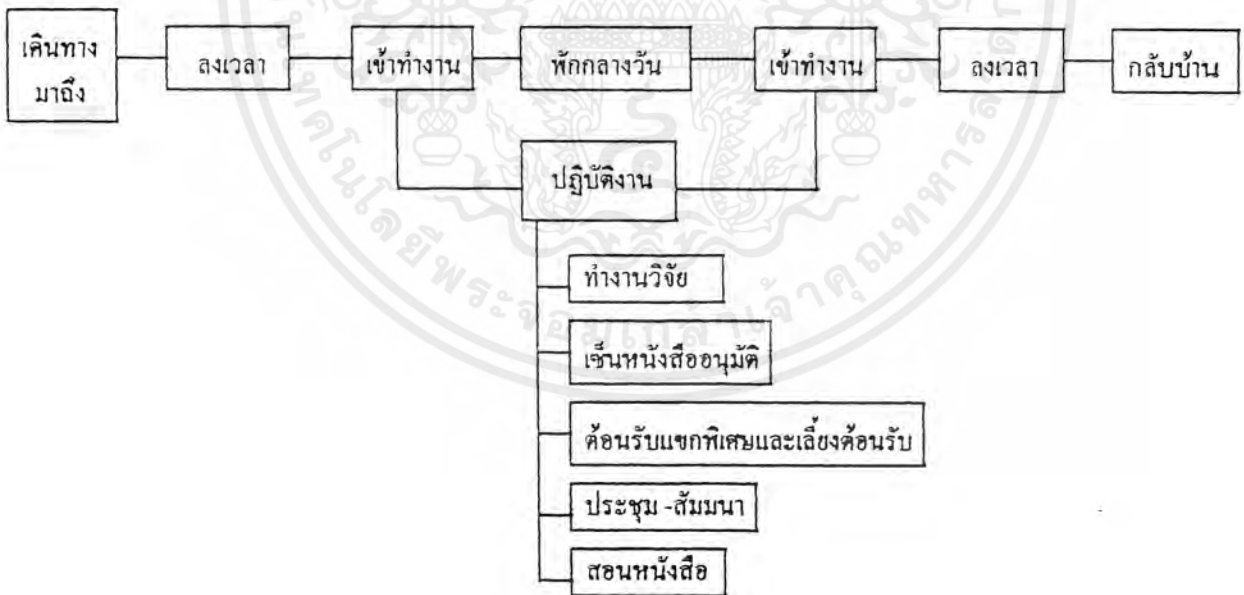 เดินทาง
มาถึง
ลงเวลา
เข้าทำงาน
พักกลางวัน
เข้าทำงาน
ลงเวลา
กลับบ้าน
ปฏิบัติงาน
ทำงานวิจัย
เซ็นหนังสืออนุมัติ
ต้อนรับแขกพิเศษและเลี้ยงต้อนรับ
ประชุม -สัมมนา
สอนหนังสือ